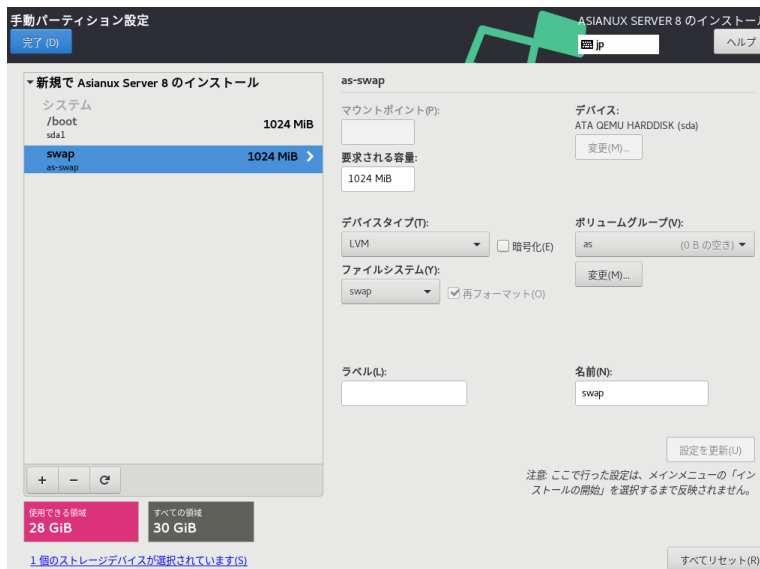 手動パーティション設定
完了 (D)
ASIANUX SERVER 8 のインストール
jp
ヘルプ
新規で Asianux Server 8 のインストール
システム
/boot
1024 MiB
sda1
swap
1024 MiB
as-swap
as-swap
マウントポイント(P):
要求される容量:
1024 MiB
デバイス:
ATA QEMU HARDDISK (sda)
変更(M)...
デバイスタイプ(T):
LVM
暗号化(E)
ファイルシステム(Y):
swap
再フォーマット(O)
ボリュームグループ(V):
as
(0 B の空き)
変更(M)...
ラベル(L):
名前(N):
swap
設定を更新(U)
注意: ここで行った設定は、メインメニューの「イン
ストールの開始」を選択するまで反映されません。
+ − 
使用できる領域
28 GiB
すべての領域
30 GiB
1 個のストレージデバイスが選択されています(S)
すべてリセット(R)